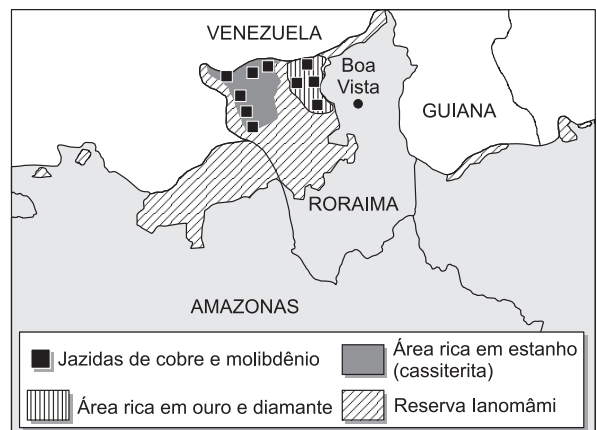 VENEZUELA
Boa
Vista
GUIANA
RORAIMA
AMAZONAS
Jazidas de cobre e molibdênio
Área rica em estanho
(cassiterita)
Área rica em ouro e diamante
Reserva Ianomâmi